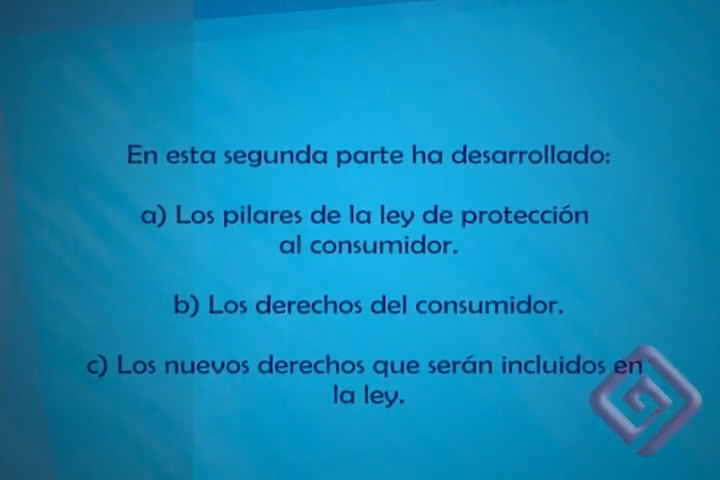 En esta segunda parte ha desarrollado:
a) Los pilares de la ley de protección
al consumidor.
b) Los derechos del consumidor.
c) Los nuevos derechos que serán incluidos en
la ley.